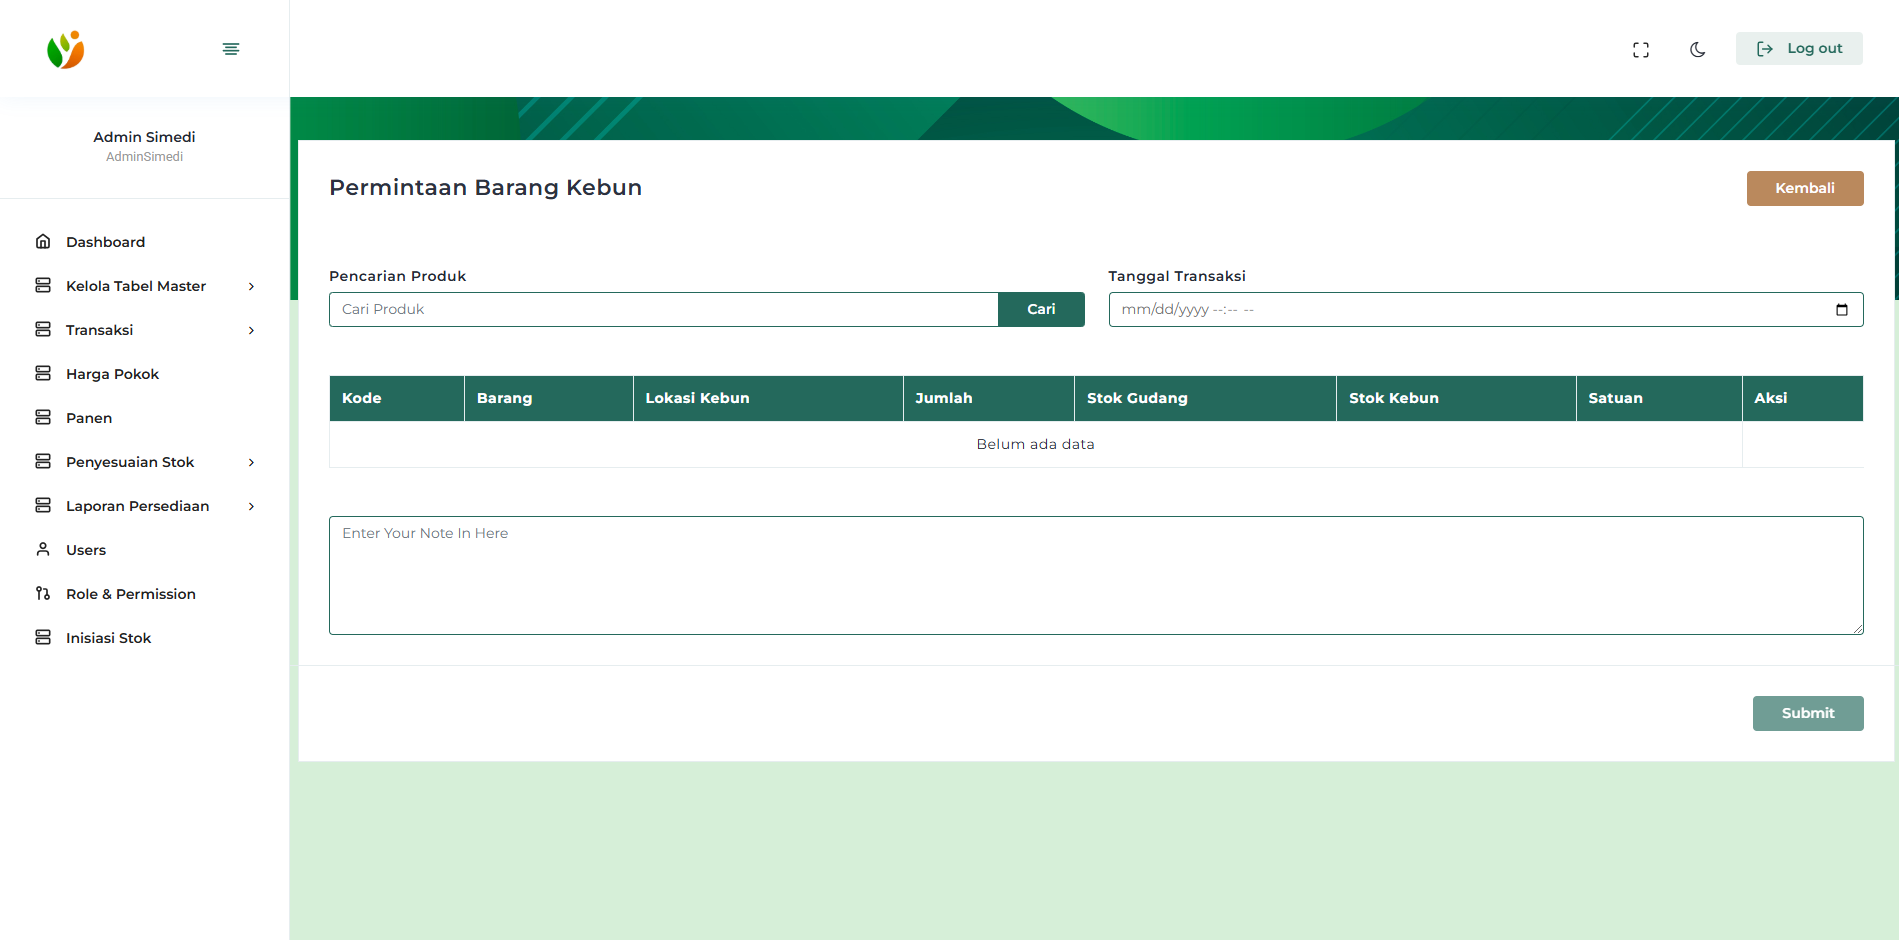 Log out
Admin Simedi
AdminSimedi
Dashboard
Kelola Tabel Master
Transaksi
Harga Pokok
Panen
Penyesuaian Stok
Laporan Persediaan
Users
Role & Permission
Inisiasi Stok
Permintaan Barang Kebun
Kembali
Pencarian Produk
Cari Produk
Cari
Tanggal Transaksi
mm/dd/yyyy --:-- --
Kode Barang Lokasi Kebun Jumlah Stok Gudang Stok Kebun Satuan Aksi
Belum ada data
Enter Your Note In Here
Submit